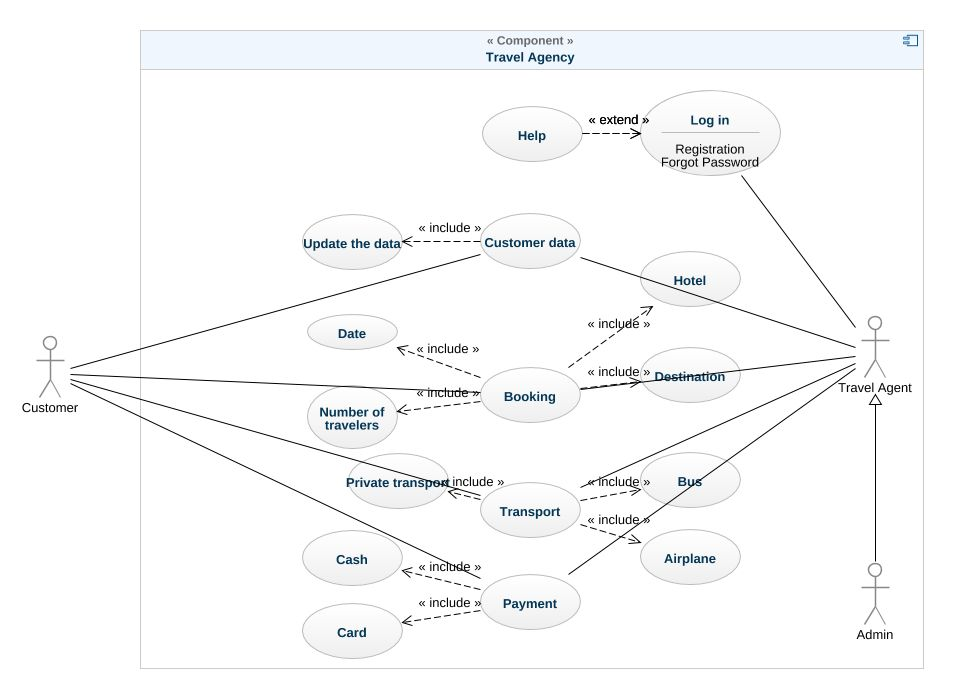 « Component »
Travel Agency
« extend »
Log in
Help
Registration
Forgot Password
« include »
Update the data
Customer data
Hotel
« include »
Date
« include »
« include »
Destination
Travel Agent
« include »
Booking
Customer
Number of
travelers
Private transport
« include »
« include »
Bus
Transport
« include »
Cash
« include »
Airplane
« include »
Payment
Card
Admin